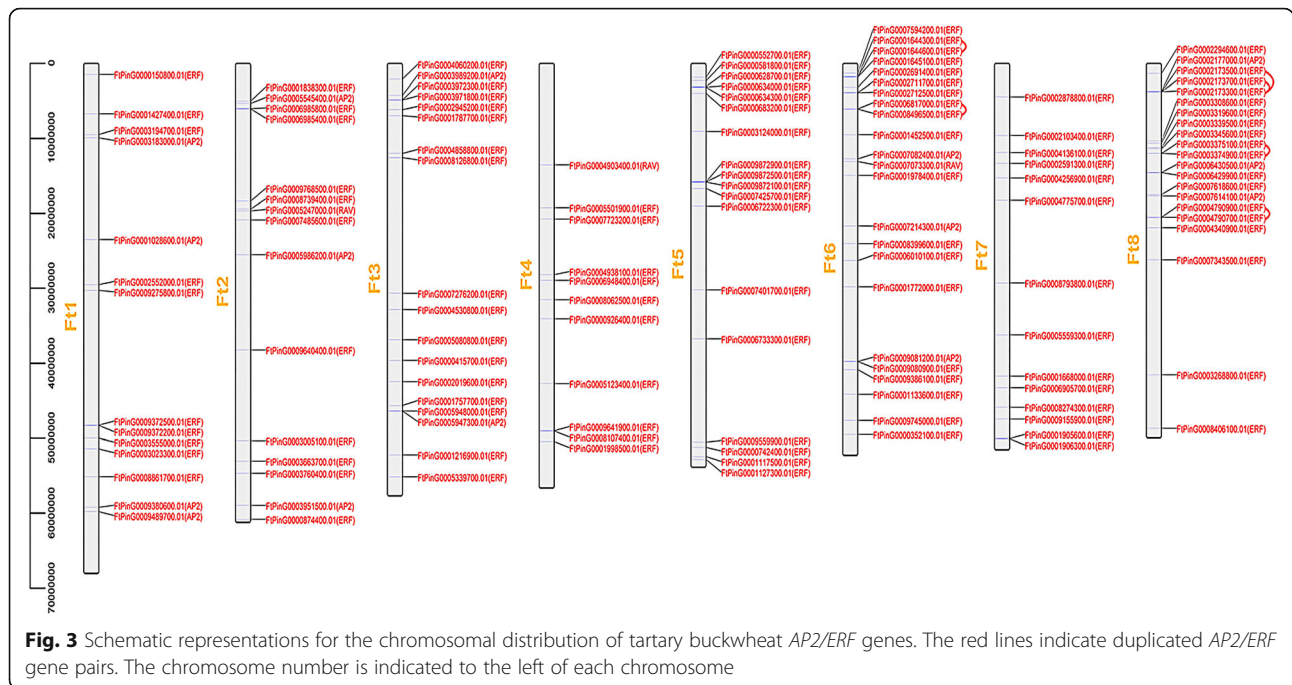 0
10000000
20000000
30000000
40000000
50000000
60000000
70000000
Ft1
FtPinG0000150800.01(ERF)
FtPinG0001427400.01(ERF)
FtPinG0003194700.01(ERF)
FtPinG0003183000.01(AP2)
FtPinG0001028600.01(AP2)
FtPinG0002552000.01(ERF)
FtPinG0009275800.01(ERF)
FtPinG0009372500.01(ERF)
FtPinG0009372200.01(ERF)
FtPinG0003555000.01(ERF)
FtPinG0003023300.01(ERF)
FtPinG0008861700.01(ERF)
FtPinG0009380600.01(AP2)
FtPinG0009489700.01(AP2)
Ft2
FtPinG0001838300.01(ERF)
FtPinG0005545400.01(AP2)
FtPinG0006985800.01(ERF)
FtPinG0006985400.01(ERF)
FtPinG0009768500.01(ERF)
FtPinG0008739400.01(ERF)
FtPinG0005247000.01(RAV)
FtPinG0007485600.01(ERF)
FtPinG0005986200.01(AP2)
FtPinG0009640400.01(ERF)
FtPinG0003005100.01(ERF)
FtPinG0003663700.01(ERF)
FtPinG0003760400.01(ERF)
FtPinG0003951500.01(AP2)
FtPinG0000874400.01(ERF)
Ft3
FtPinG0004060200.01(ERF)
FtPinG0003989200.01(AP2)
FtPinG0003972300.01(ERF)
FtPinG0003971800.01(ERF)
FtPinG0002945200.01(ERF)
FtPinG0001787700.01(ERF)
FtPinG0004858800.01(ERF)
FtPinG0008126800.01(ERF)
FtPinG0007276200.01(ERF)
FtPinG0004530800.01(ERF)
FtPinG0005080800.01(ERF)
FtPinG0000415700.01(ERF)
FtPinG0002019600.01(ERF)
FtPinG0001757700.01(ERF)
FtPinG0005948000.01(ERF)
FtPinG0005947300.01(AP2)
FtPinG0001216900.01(ERF)
FtPinG0005339700.01(ERF)
Ft4
FtPinG0004903400.01(RAV)
FtPinG0005501900.01(ERF)
FtPinG0007723200.01(ERF)
FtPinG0004938100.01(ERF)
FtPinG0006948400.01(ERF)
FtPinG0008062500.01(ERF)
FtPinG0000926400.01(ERF)
FtPinG0005123400.01(ERF)
FtPinG0009641900.01(ERF)
FtPinG0008107400.01(ERF)
FtPinG0001998500.01(ERF)
Ft5
FtPinG0000552700.01(ERF)
FtPinG0000581800.01(ERF)
FtPinG0000628700.01(ERF)
FtPinG0000634000.01(ERF)
FtPinG0000634300.01(ERF)
FtPinG0000683200.01(ERF)
FtPinG0003124000.01(ERF)
FtPinG0009872900.01(ERF)
FtPinG0009872500.01(ERF)
FtPinG0009872100.01(ERF)
FtPinG0007425700.01(ERF)
FtPinG0006722300.01(ERF)
FtPinG0007401700.01(ERF)
FtPinG0006733300.01(ERF)
FtPinG0009559900.01(ERF)
FtPinG0000742400.01(ERF)
FtPinG0001117500.01(ERF)
FtPinG0001127300.01(ERF)
Ft6
FtPinG0007594200.01(ERF)
FtPinG0001644300.01(ERF)
FtPinG0001644600.01(ERF)
FtPinG0001645100.01(ERF)
FtPinG0002691400.01(ERF)
FtPinG0002711700.01(ERF)
FtPinG0002712500.01(ERF)
FtPinG0006817000.01(ERF)
FtPinG0008496500.01(ERF)
FtPinG0001452500.01(ERF)
FtPinG0007082400.01(AP2)
FtPinG0007073300.01(RAV)
FtPinG0001978400.01(ERF)
FtPinG0007214300.01(AP2)
FtPinG0008399600.01(ERF)
FtPinG0006010100.01(ERF)
FtPinG0001772000.01(ERF)
FtPinG0009081200.01(AP2)
FtPinG0009080900.01(ERF)
FtPinG0009386100.01(ERF)
FtPinG0001133600.01(ERF)
FtPinG0009745000.01(ERF)
FtPinG0000352100.01(ERF)
Ft7
FtPinG0002878800.01(ERF)
FtPinG0002103400.01(ERF)
FtPinG0004136100.01(ERF)
FtPinG0002591300.01(ERF)
FtPinG0004256900.01(ERF)
FtPinG0004775700.01(ERF)
FtPinG0008793800.01(ERF)
FtPinG0005559300.01(ERF)
FtPinG0001668000.01(ERF)
FtPinG0006905700.01(ERF)
FtPinG0008274300.01(ERF)
FtPinG0009155900.01(ERF)
FtPinG0001905600.01(ERF)
FtPinG0001906300.01(ERF)
Ft8
FtPinG0002294600.01(ERF)
FtPinG0002177000.01(AP2)
FtPinG0002173500.01(ERF)
FtPinG0002173700.01(ERF)
FtPinG0002173300.01(ERF)
FtPinG0003308600.01(ERF)
FtPinG0003319600.01(ERF)
FtPinG0003339500.01(ERF)
FtPinG0003345600.01(ERF)
FtPinG0003375100.01(ERF)
FtPinG0003374900.01(ERF)
FtPinG0006430500.01(AP2)
FtPinG0006429900.01(ERF)
FtPinG0007618600.01(ERF)
FtPinG0007614100.01(AP2)
FtPinG0004790900.01(ERF)
FtPinG0004790700.01(ERF)
FtPinG0004340900.01(ERF)
FtPinG0007343500.01(ERF)
FtPinG0003268800.01(ERF)
FtPinG0008406100.01(ERF)
Fig. 3 Schematic representations for the chromosomal distribution of tartary buckwheat AP2/ERF genes. The red lines indicate duplicated AP2/ERF
gene pairs. The chromosome number is indicated to the left of each chromosome